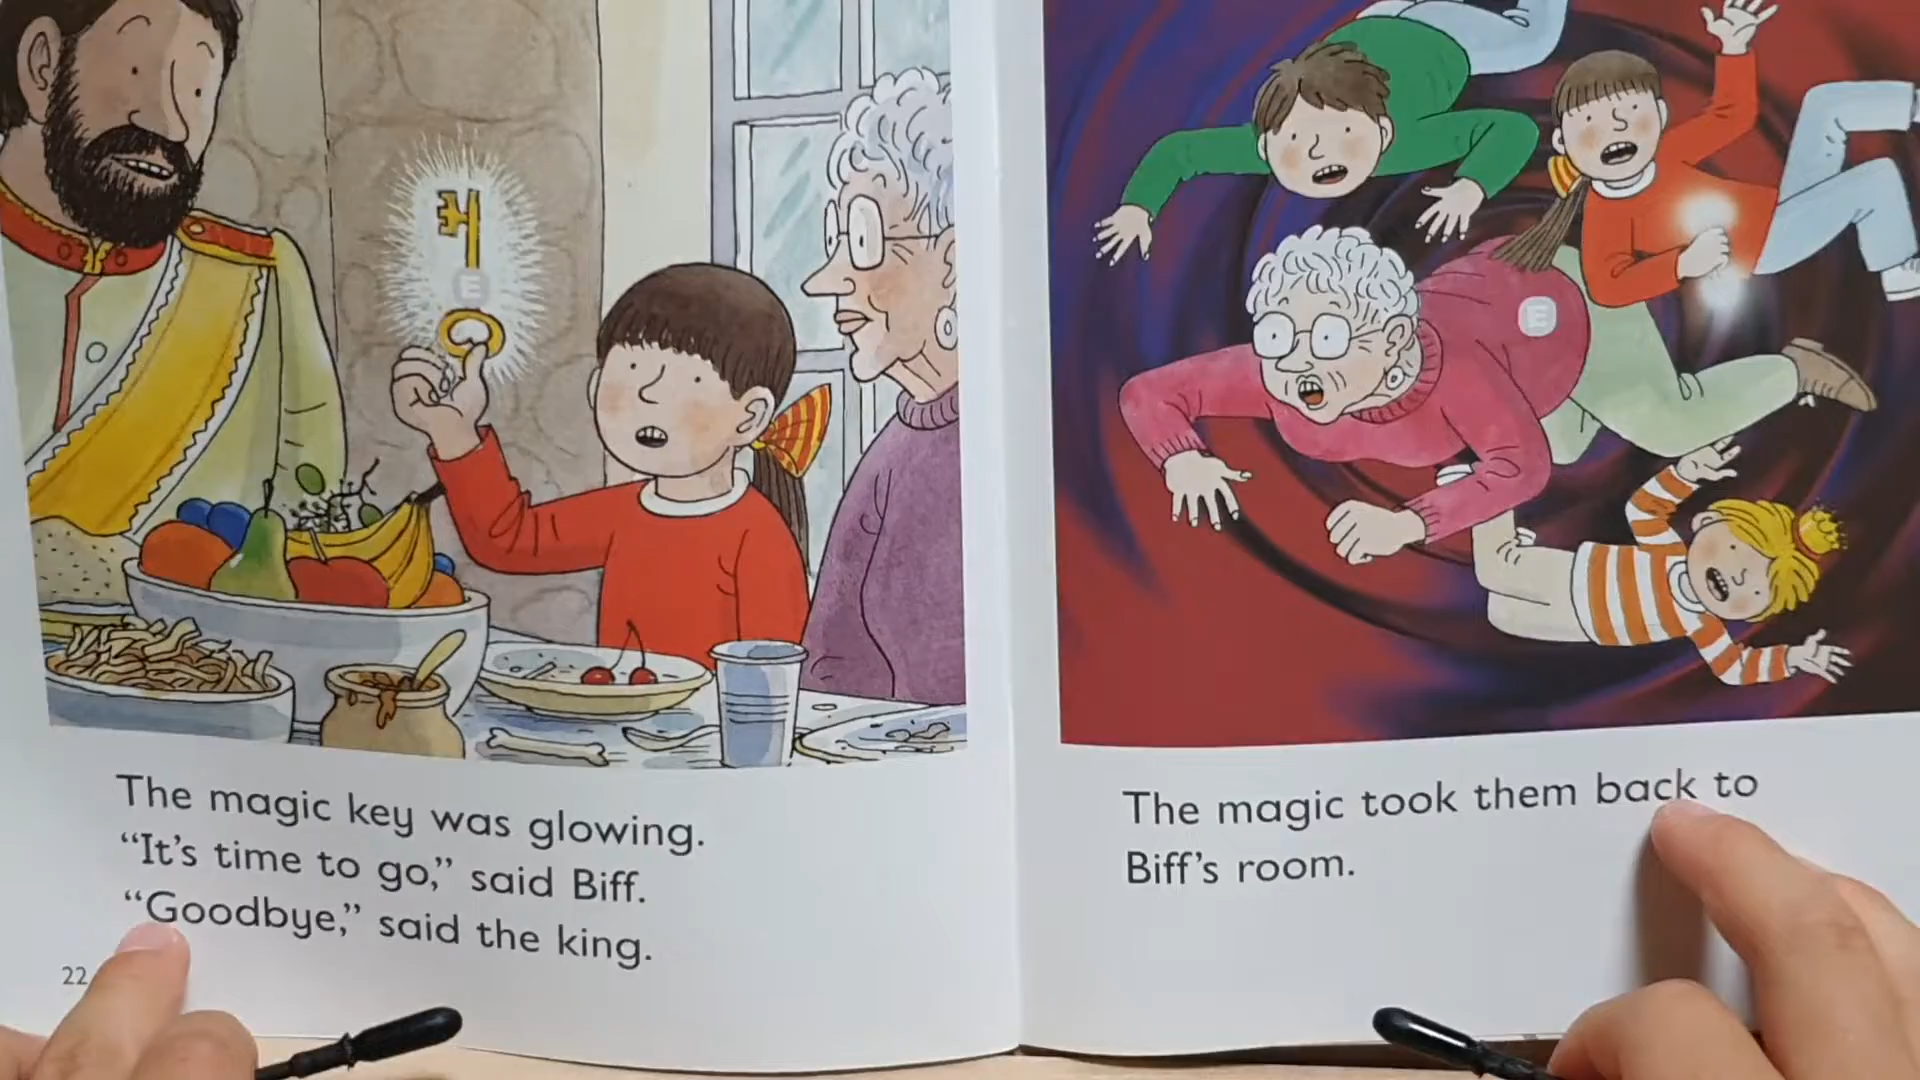 The magic key was glowing.
“It’s time to go,” said Biff.
“Goodbye,” said the king.
22
The magic took them back to
Biff’s room.
E
E